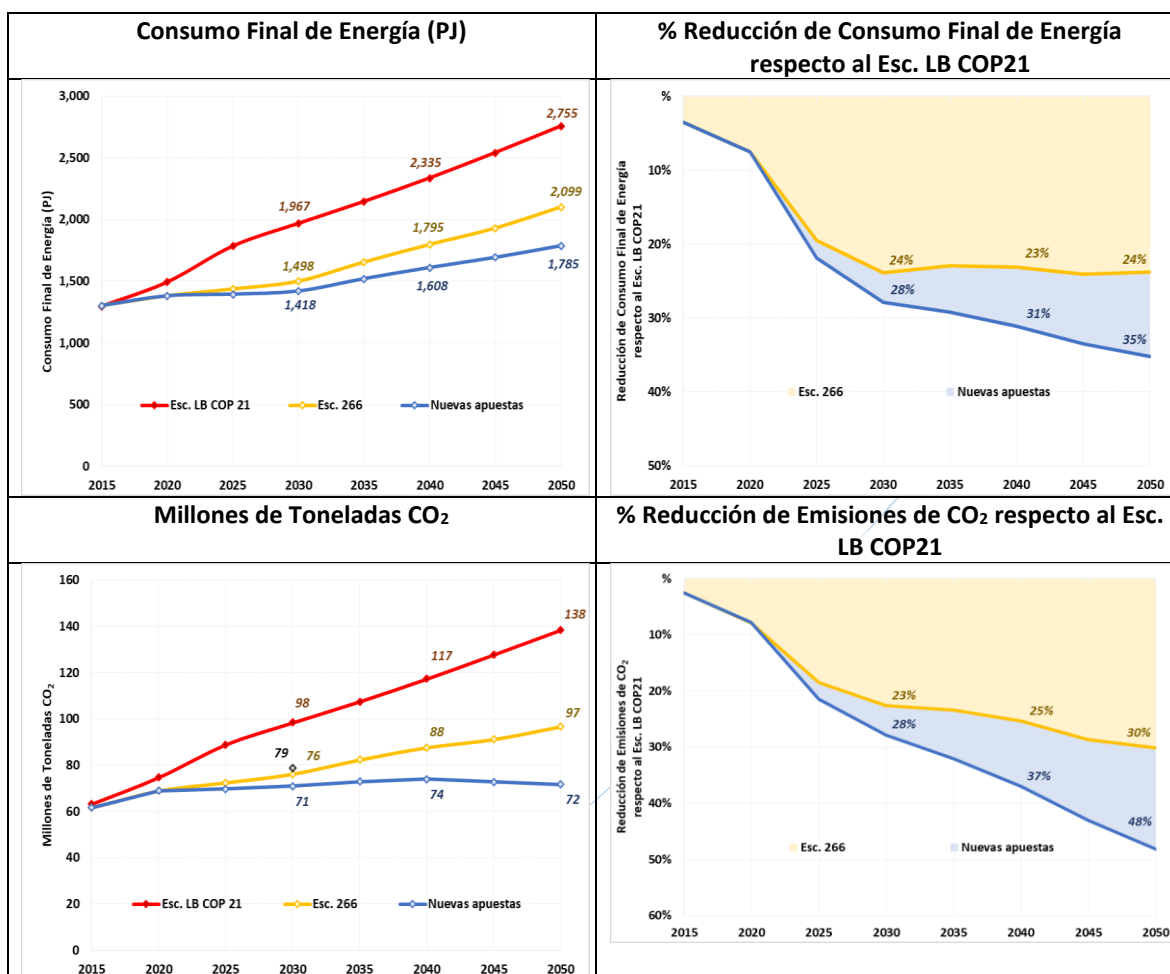 Consumo Final de Energía (PJ)
% Reducción de Consumo Final de Energía
respecto al Esc. LB COP21
Consumo Final de Energía (PJ)
3,000
2,500
2,000
1,500
1,000
500
0
2,755
2,335
1,967
2,099
1,795
1,498
1,785
1,608
1,418
Esc. LB COP 21
Esc. 266
Nuevas apuestas
2015 2020 2025 2030 2035 2040 2045 2050
Reducción de Consumo Final de Energía
respecto al Esc. LB COP21
%
10%
20%
30%
40%
50%
24%
23%
24%
28%
31%
35%
Esc. 266
Nuevas apuestas
2015 2020 2025 2030 2035 2040 2045 2050
Millones de Toneladas CO₂
% Reducción de Emisiones de CO₂ respecto al Esc.
LB COP21
Millones de Toneladas CO₂
160
140
120
100
80
60
40
20
0
138
117
98
97
88
79
76
71
74
72
Esc. LB COP 21
Esc. 266
Nuevas apuestas
2015 2020 2025 2030 2035 2040 2045 2050
Reducción de Emisiones de CO₂
respecto al Esc. LB COP21
%
10%
20%
30%
40%
50%
60%
23%
25%
30%
28%
37%
48%
Esc. 266
Nuevas apuestas
2015 2020 2025 2030 2035 2040 2045 2050